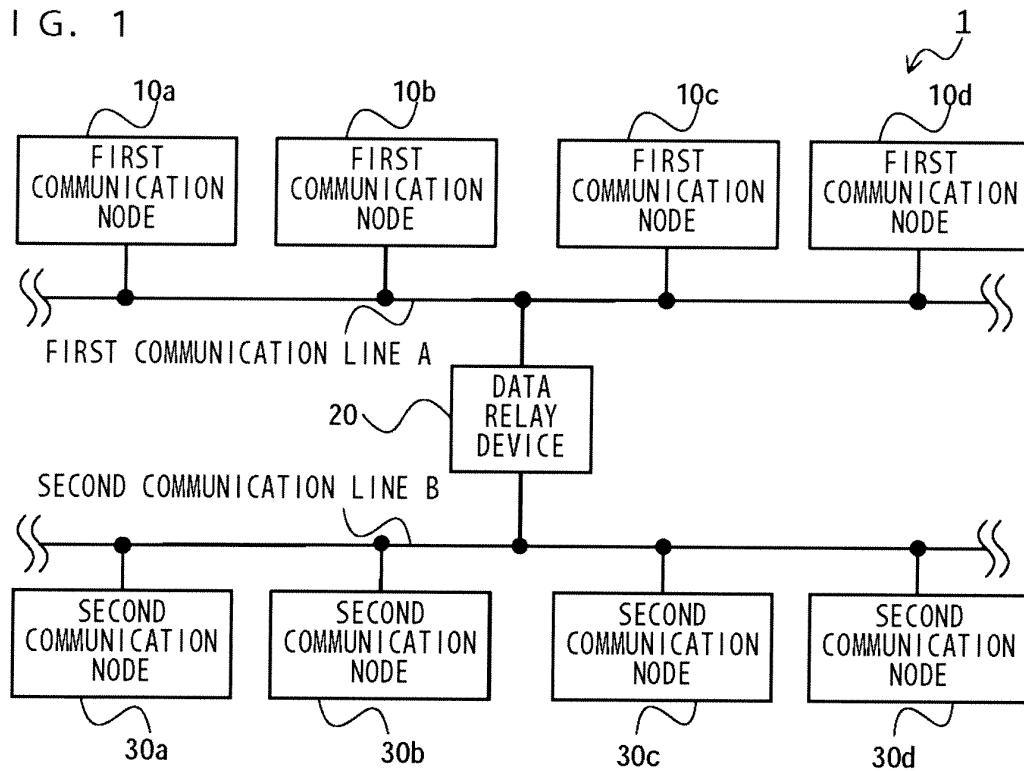 IG. 1
1
10a
10b
10c
10d
FIRST
COMMUNICATION
NODE
FIRST
COMMUNICATION
NODE
FIRST
COMMUNICATION
NODE
FIRST
COMMUNICATION
NODE
FIRST COMMUNICATION LINE A
20
DATA
RELAY
DEVICE
SECOND COMMUNICATION LINE B
SECOND
COMMUNICATION
NODE
SECOND
COMMUNICATION
NODE
SECOND
COMMUNICATION
NODE
SECOND
COMMUNICATION
NODE
30a
30b
30c
30d